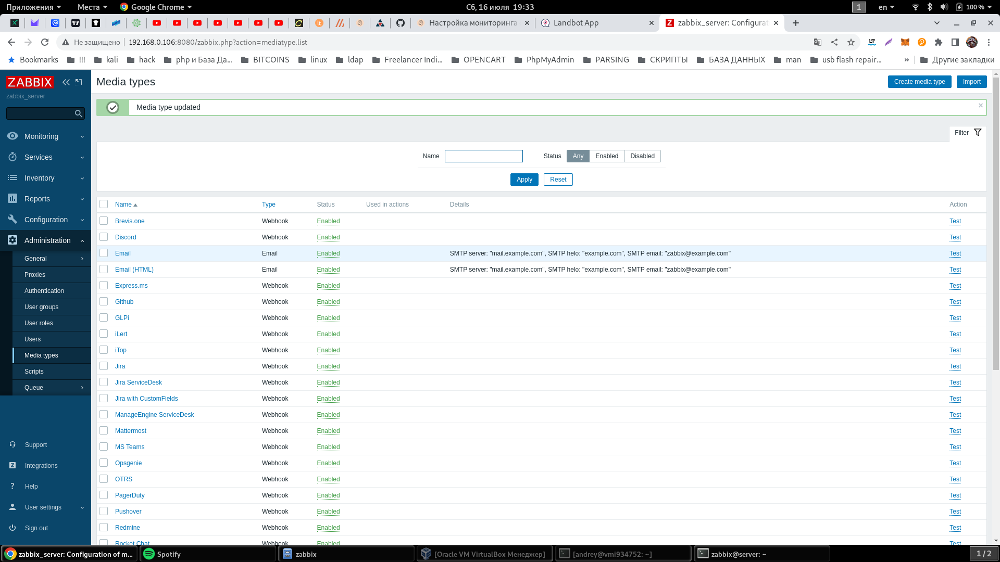 Приложения
Места
Google Chrome
Сб, 16 июля 19:33
1
en
100 %
Настройка мониторинга
Landbot App
zabbix_server: Configurat
Не защищено
192.168.0.106:8080/zabbix.php?action=mediatype.list
Bookmarks
!!!
kali
hack
php и База Да...
BITCOINS
linux
ldap
Freelancer Indi...
OPENCART
PhpMyAdmin
PARSING
СКРИПТЫ
БАЗА ДАННЫХ
man
usb flash repair...
»
Другие закладки
ZABBIX
zabbix_server
Monitoring
Services
Inventory
Reports
Configuration
Administration
General
Proxies
Authentication
User groups
User roles
Users
Media types
Scripts
Queue
Support
Integrations
Help
User settings
Sign out
Media types
Create media type
Import
Media type updated
Filter
Name
Status
Any
Enabled
Disabled
Apply
Reset
Name Type Status Used in actions Details Action
Brevis.one Webhook Enabled Test
Discord Webhook Enabled Test
Email Email Enabled SMTP server: "mail.example.com", SMTP helo: "example.com", SMTP email: "zabbix@example.com" Test
Email (HTML) Email Enabled SMTP server: "mail.example.com", SMTP helo: "example.com", SMTP email: "zabbix@example.com" Test
Express.ms Webhook Enabled Test
Github Webhook Enabled Test
GLPi Webhook Enabled Test
iLert Webhook Enabled Test
iTop Webhook Enabled Test
Jira Webhook Enabled Test
Jira ServiceDesk Webhook Enabled Test
Jira with CustomFields Webhook Enabled Test
ManageEngine ServiceDesk Webhook Enabled Test
Mattermost Webhook Enabled Test
MS Teams Webhook Enabled Test
Opsgenie Webhook Enabled Test
OTRS Webhook Enabled Test
PagerDuty Webhook Enabled Test
Pushover Webhook Enabled Test
Redmine Webhook Enabled Test
Rocket Chat Webhook Enabled Test
zabbix_server: Configuration of m...
Spotify
zabbix
[Oracle VM VirtualBox Менеджер]
[andrey@vmi934752: ~]
zabbix@server: ~
1 / 2